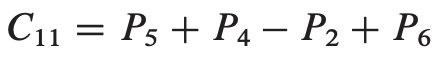 C₁₁ = P₅ + P₄ − P₂ + P₆